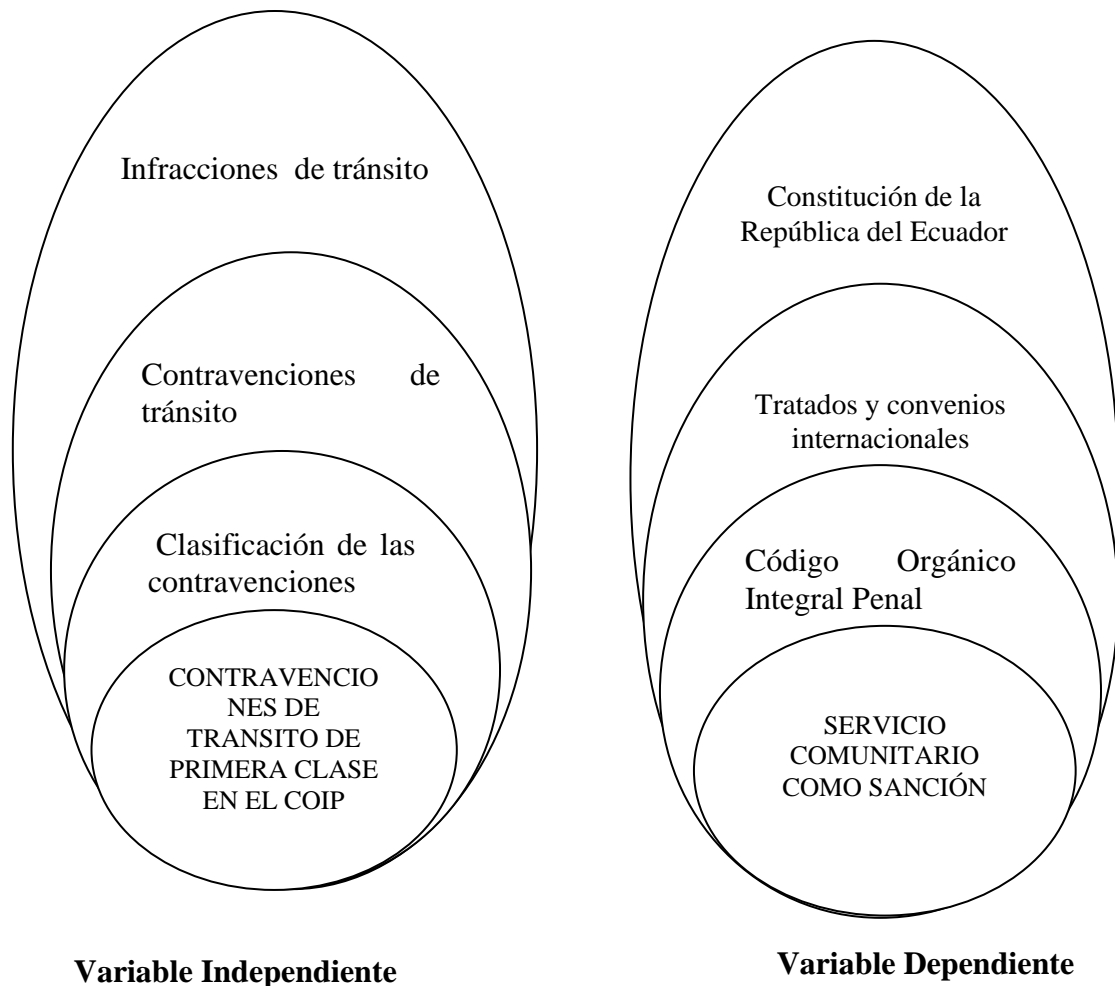 Infracciones de tránsito
Contravenciones de
tránsito
Clasificación de las
contravenciones
CONTRAVENCIO
NES DE
TRANSITO DE
PRIMERA CLASE
EN EL COIP
Variable Independiente
Constitución de la
República del Ecuador
Tratados y convenios
internacionales
Código Orgánico
Integral Penal
SERVICIO
COMUNITARIO
COMO SANCIÓN
Variable Dependiente